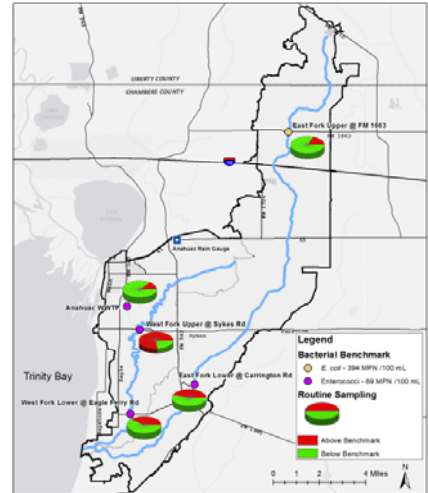 LIBERTY COUNTY
CHAMBERS COUNTY
East Fork Upper @ FM 1663
FM 1663
Anahuac Rain Gauge
Anahuac WWTP
West Fork Upper @ Sykes Rd
Trinity Bay
East Fork Lower @ Carrington Rd
West Fork Lower @ Eagle Ferry Rd
Legend
Bacterial Benchmark
E. coli - 394 MPN /100 mL
Enterococci - 89 MPN /100 mL
Routine Sampling
Above Benchmark
Below Benchmark
0 1 2 4 Miles
N